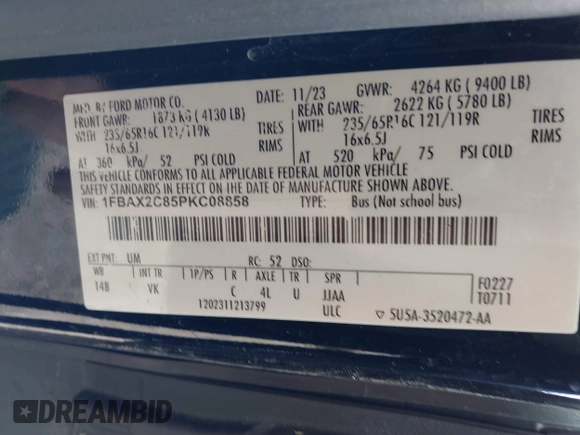 MFD. BY FORD MOTOR CO.
DATE: 11/23 GVWR: 4264 KG (9400 LB)
FRONT GAWR: 1873 KG (4130 LB)
REAR GAWR: 2622 KG (5780 LB)
WITH 235/65R16C 121/119R TIRES
WITH 235/65R16C 121/119R TIRES
16x6.5J RIMS
16x6.5J RIMS
AT 360 kPa/ 52 PSI COLD
AT 520 kPa/ 75 PSI COLD
THIS VEHICLE CONFORMS TO ALL APPLICABLE FEDERAL MOTOR VEHICLE
SAFETY STANDARDS IN EFFECT ON THE DATE OF MANUFACTURE SHOWN ABOVE.
VIN: 1FBAX2C85PKC08858 TYPE: Bus (Not school bus)
EXT PNT: UM RC: 52 DSO:
WB INT TR 1P/PS R AXLE TR SPR
148 VK C 4L U JJAA
ULC
12023112​13799
F0227
T0711
▽ SU5A-3520472-AA
DREAMBID